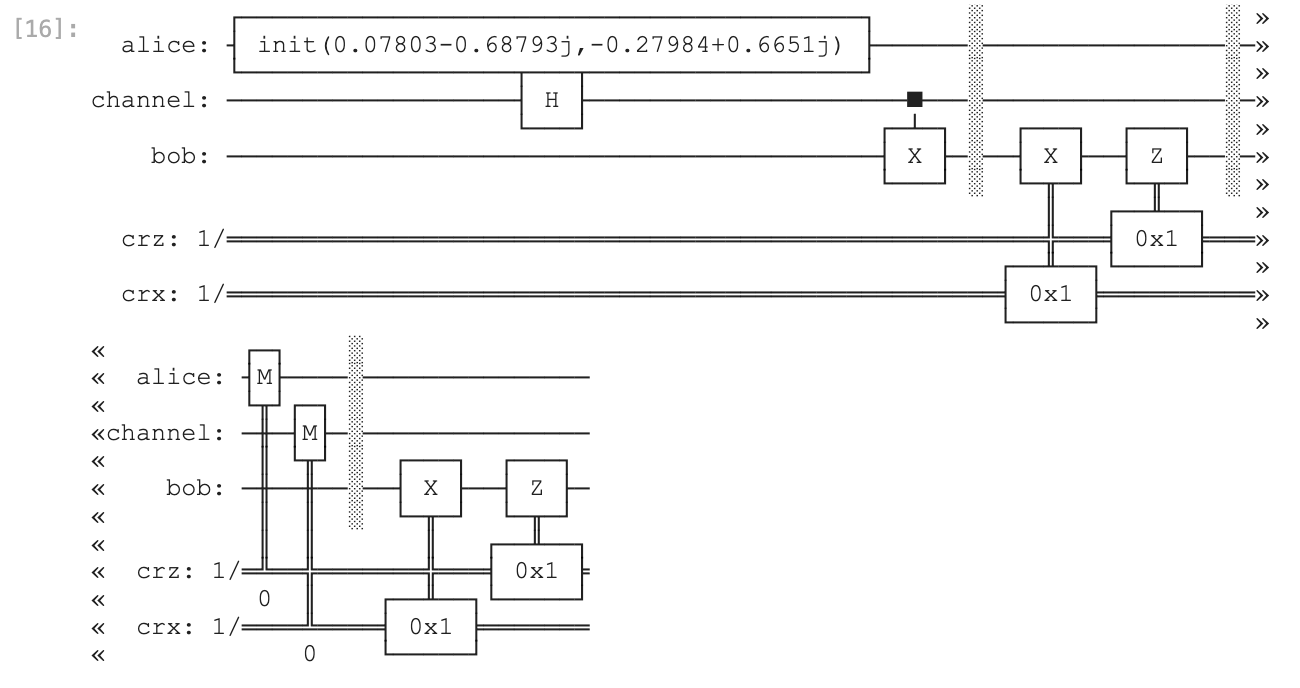 [16]:
»
alice: init(0.07803-0.68793j,-0.27984+0.6651j) »
»
channel: H ■ »
»
bob: X X Z »
»
»
crz: 1/ 0x1 »
»
crx: 1/ 0x1 »
»
«
« alice: M
«
«channel: M
«
« bob: X Z
«
«
« crz: 1/ 0x1
« 0
« crx: 1/ 0x1
« 0